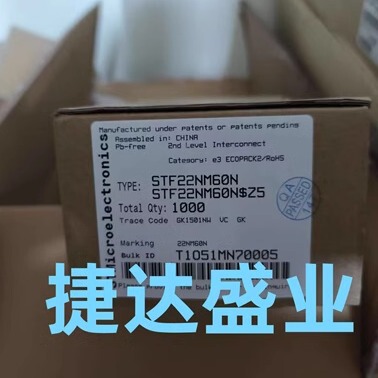 Manufactured under patents or patents pending
Assembled in: CHINA
Pb-free 2nd Level Interconnect
Category: e3 ECOPACK2/RoHS
TYPE: STF22NM60N
STF22NM60N$Z5
Total Qty: 1000
Trace Code GK1501HW VC GK
Marking 22NM60N
Bulk ID T1051MN70005
microelectronics
QA
PASSED
捷达盛业